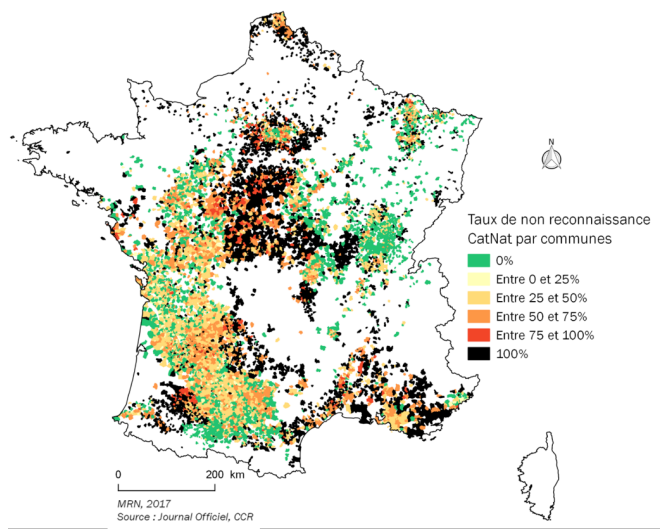 N
Taux de non reconnaissance
CatNat par communes
0%
Entre 0 et 25%
Entre 25 et 50%
Entre 50 et 75%
Entre 75 et 100%
100%
0 200 km
MRN, 2017
Source : Journal Officiel, CCR